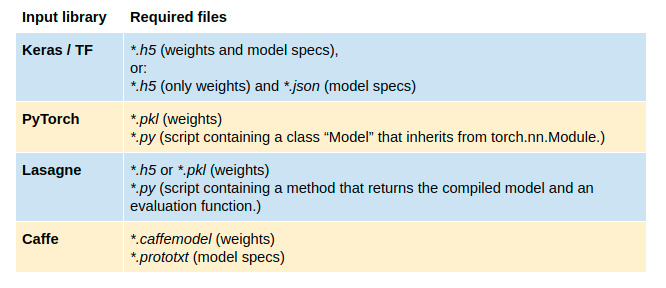 Input library Required files
Keras / TF *.h5 (weights and model specs),
or:
*.h5 (only weights) and *.json (model specs)
PyTorch *.pkl (weights)
*.py (script containing a class “Model” that inherits from torch.nn.Module.)
Lasagne *.h5 or *.pkl (weights)
*.py (script containing a method that returns the compiled model and an
evaluation function.)
Caffe *.caffemodel (weights)
*.prototxt (model specs)